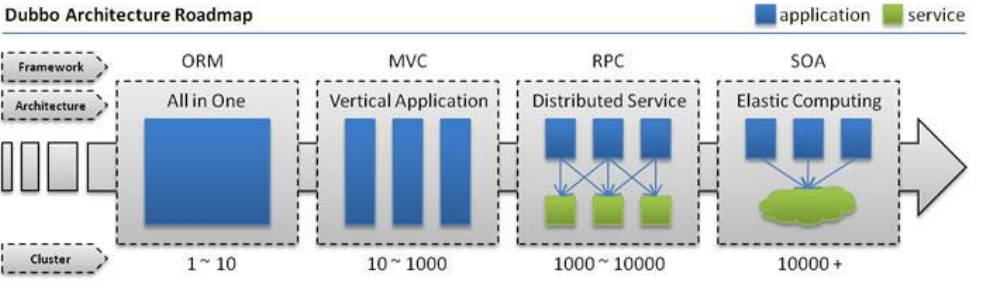 Dubbo Architecture Roadmap
application service
Framework ORM MVC RPC SOA
Architecture All in One Vertical Application Distributed Service Elastic Computing
Cluster 1 ~ 10 10 ~ 1000 1000 ~ 10000 10000 +